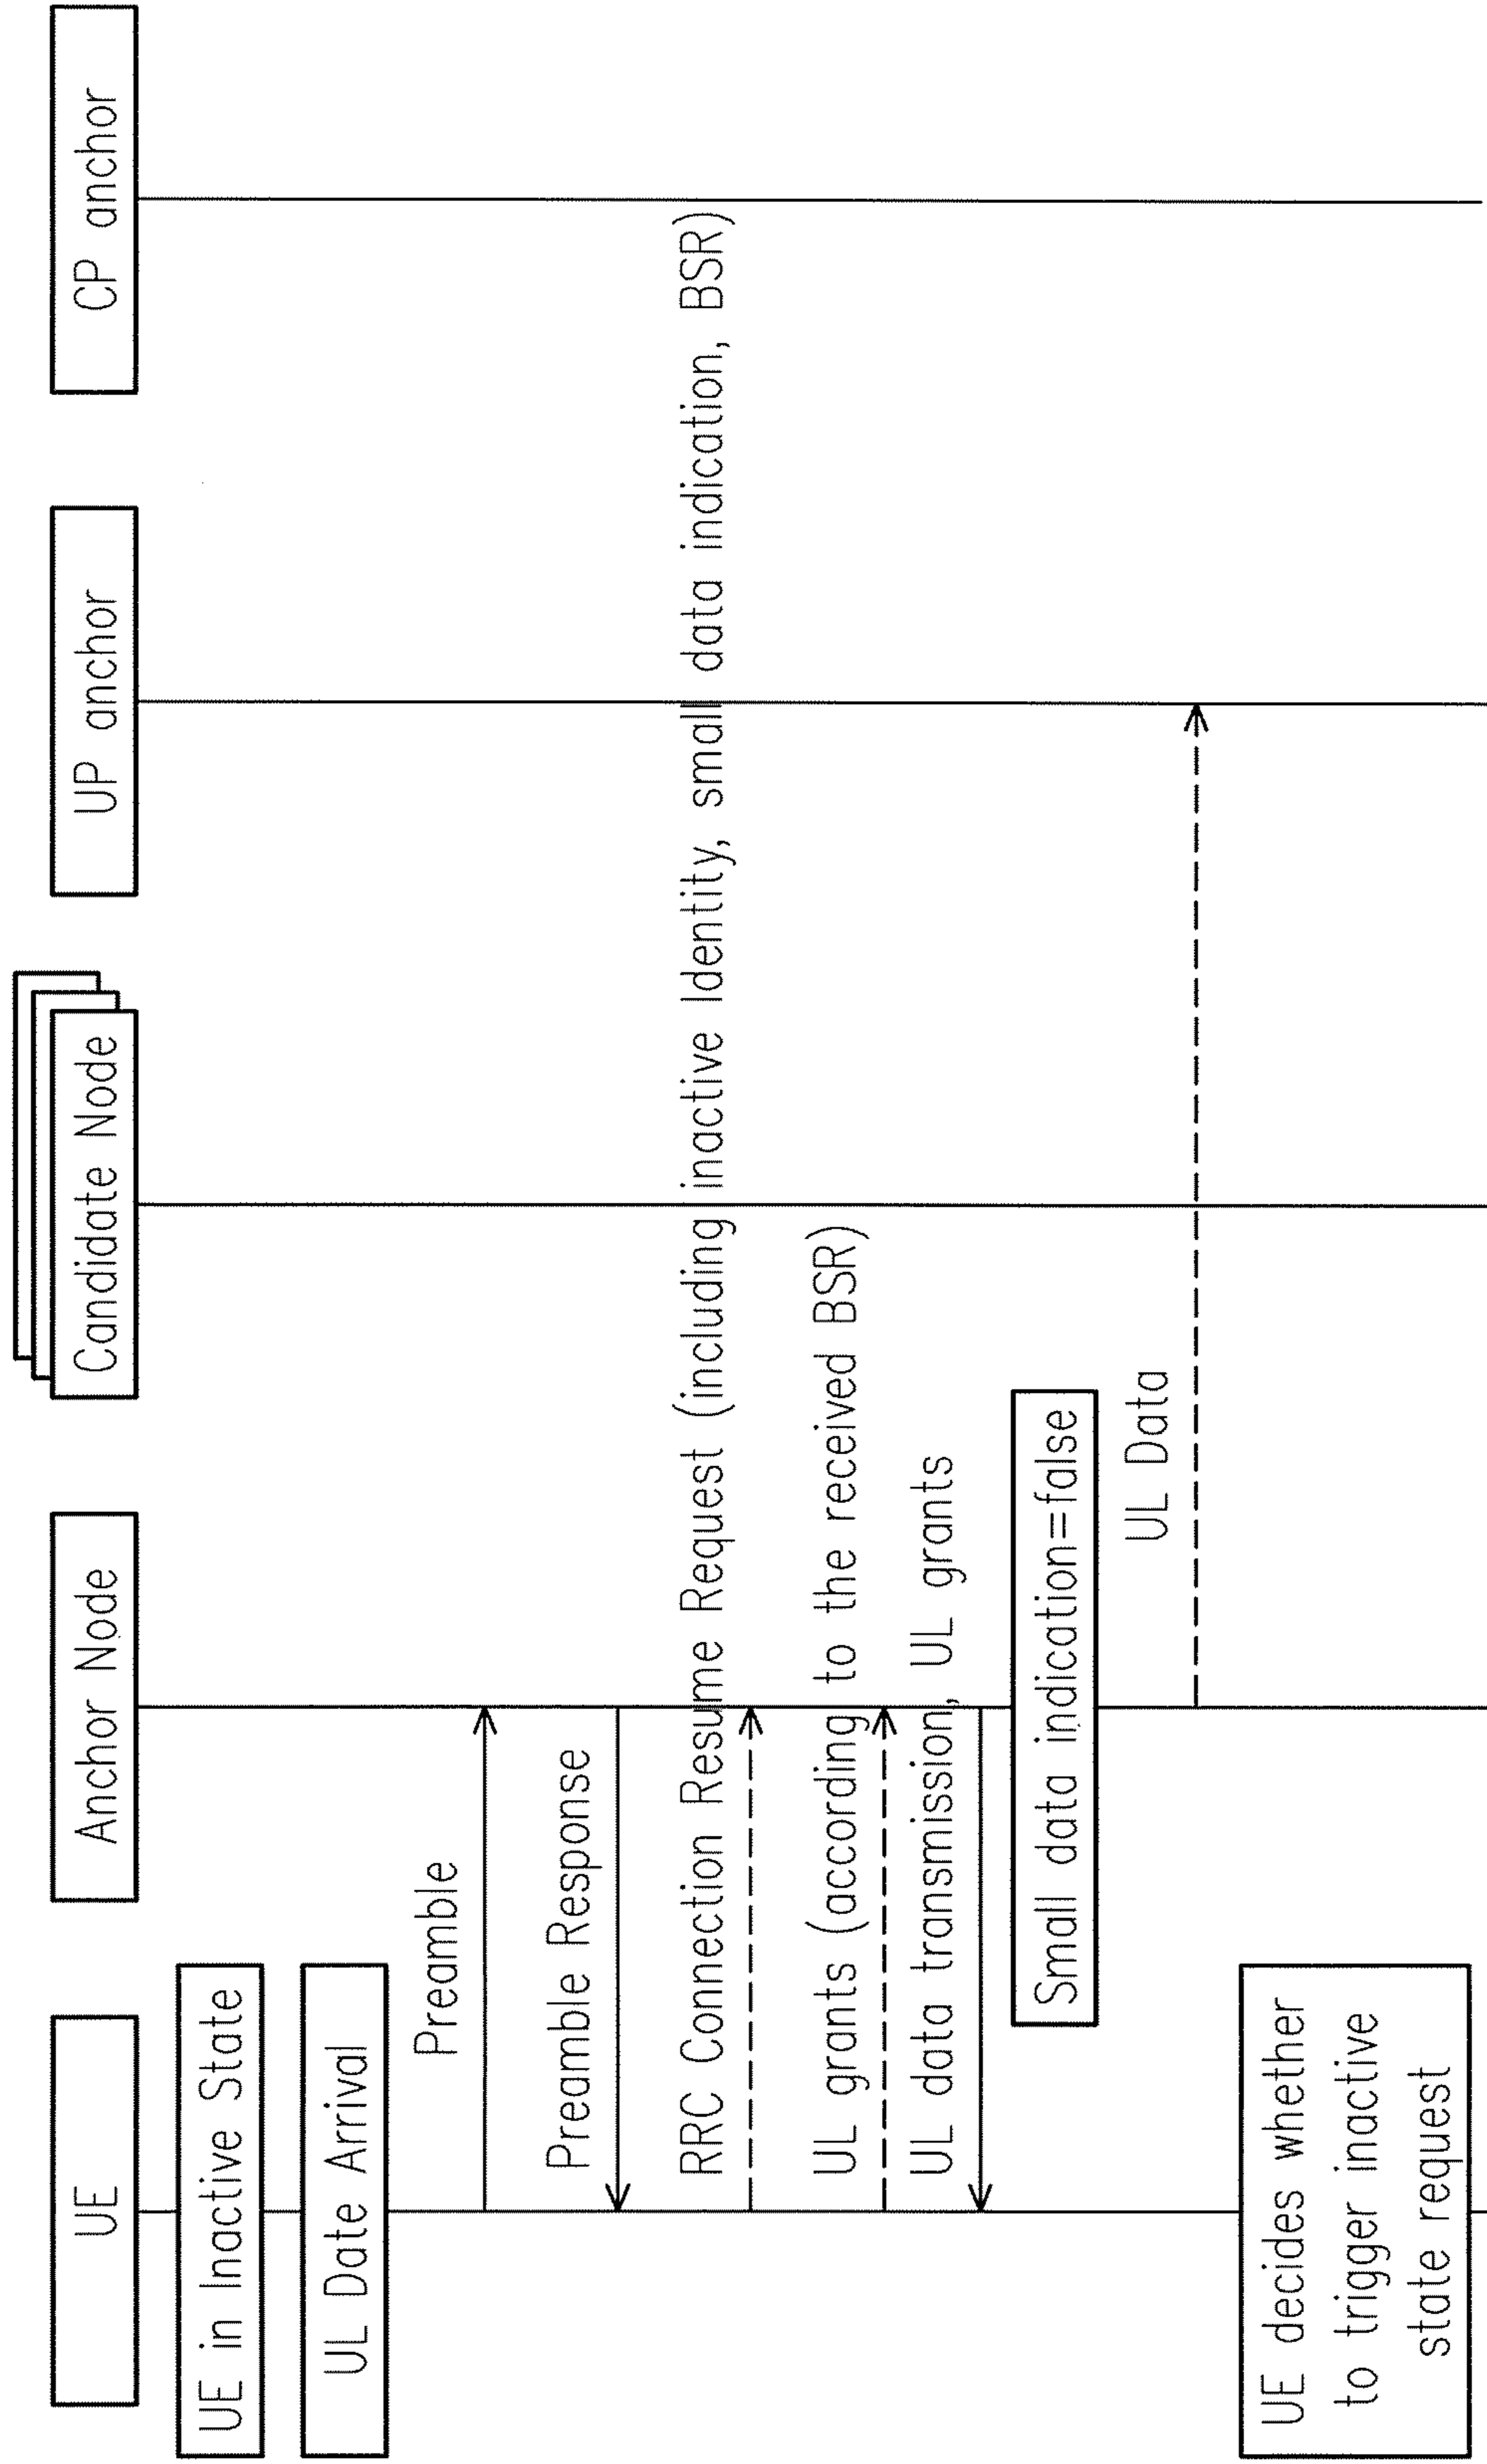 UE
Anchor Node
Candidate Node
UP anchor
CP anchor
UE in Inactive State
UL Date Arrival
Preamble
Preamble Response
RRC Connection Resume Request (including inactive Identity, small data indication, BSR)
UL grants (according to the received BSR)
UL data transmission, UL grants
Small data indication=false
UL Data
UE decides whether
to trigger inactive
state request